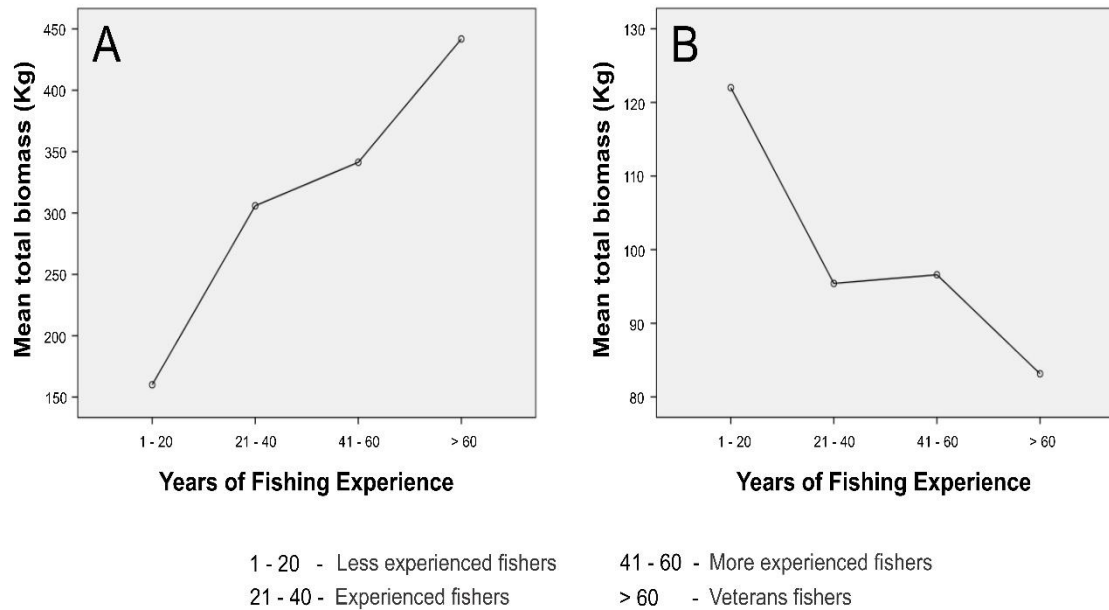 A
Mean total biomass (Kg)
450
400
350
300
250
200
150
1 - 20
21 - 40
41 - 60
> 60
Years of Fishing Experience
B
Mean total biomass (Kg)
130
120
110
100
90
80
1 - 20
21 - 40
41 - 60
> 60
Years of Fishing Experience
1 - 20 - Less experienced fishers
21 - 40 - Experienced fishers
41 - 60 - More experienced fishers
> 60 - Veterans fishers